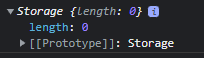 ▼ Storage {length: 0} i
length: 0
▶ [[Prototype]]: Storage